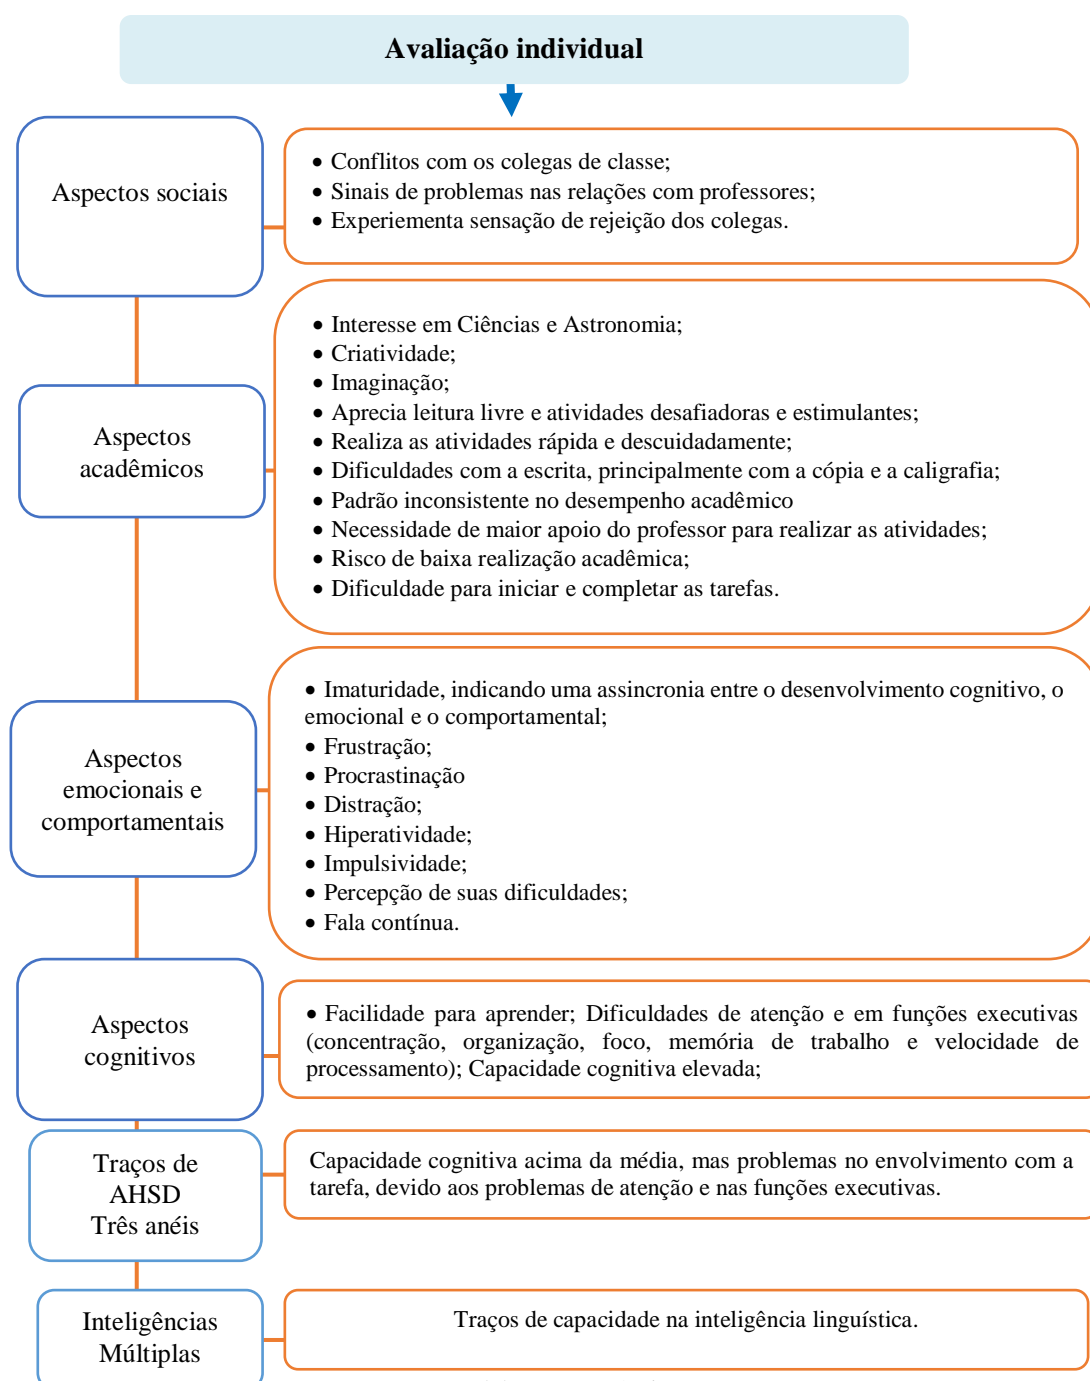 Avaliação individual
Aspectos sociais
• Conflitos com os colegas de classe;
• Sinais de problemas nas relações com professores;
• Experiementa sensação de rejeição dos colegas.
Aspectos
acadêmicos
• Interesse em Ciências e Astronomia;
• Criatividade;
• Imaginação;
• Aprecia leitura livre e atividades desafiadoras e estimulantes;
• Realiza as atividades rápida e descuidadamente;
• Dificuldades com a escrita, principalmente com a cópia e a caligrafia;
• Padrão inconsistente no desempenho acadêmico
• Necessidade de maior apoio do professor para realizar as atividades;
• Risco de baixa realização acadêmica;
• Dificuldade para iniciar e completar as tarefas.
Aspectos
emocionais e
comportamentais
• Imaturidade, indicando uma assincronia entre o desenvolvimento cognitivo, o
emocional e o comportamental;
• Frustração;
• Procrastinação
• Distração;
• Hiperatividade;
• Impulsividade;
• Percepção de suas dificuldades;
• Fala contínua.
Aspectos
cognitivos
• Facilidade para aprender; Dificuldades de atenção e em funções executivas
(concentração, organização, foco, memória de trabalho e velocidade de
processamento); Capacidade cognitiva elevada;
Traços de
AHSD
Três anéis
Capacidade cognitiva acima da média, mas problemas no envolvimento com a
tarefa, devido aos problemas de atenção e nas funções executivas.
Inteligências
Múltiplas
Traços de capacidade na inteligência linguística.